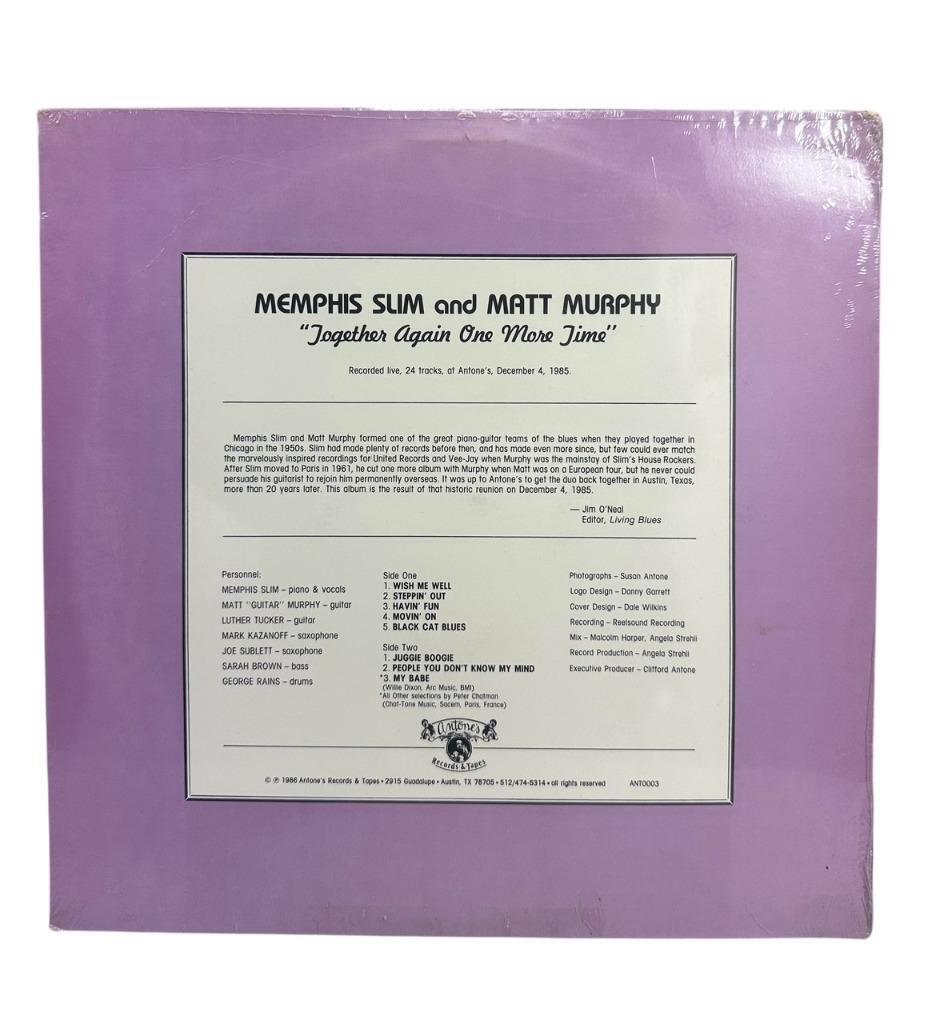 MEMPHIS SLIM and MATT MURPHY
"Together Again One More Time"
Recorded live, 24 tracks, at Antone's, December 4, 1985.
Memphis Slim and Matt Murphy formed one of the great piano-guitar teams of the blues when they played together in
Chicago in the 1950s. Slim had made plenty of records before then, and has made even more since, but few could ever match
the marvelously inspired recordings for United Records and Vee-Jay when Murphy was the mainstay of Slim's House Rockers.
After Slim moved to Paris in 1961, he cut one more album with Murphy when Matt was on a European tour, but he never could
persuade his guitarist to rejoin him permanently overseas. It was up to Antone's to get the duo back together in Austin, Texas,
more than 20 years later. This album is the result of that historic reunion on December 4, 1985.
— Jim O'Neal
Editor, Living Blues
Personnel:
MEMPHIS SLIM – piano & vocals
MATT "GUITAR" MURPHY – guitar
LUTHER TUCKER – guitar
MARK KAZANOFF – saxophone
JOE SUBLETT – saxophone
SARAH BROWN – bass
GEORGE RAINS – drums
Side One
1. WISH ME WELL
2. STEPPIN' OUT
3. HAVIN' FUN
4. MOVIN' ON
5. BLACK CAT BLUES
Side Two
1. JUGGIE BOOGIE
2. PEOPLE YOU DON'T KNOW MY MIND
*3. MY BABE
(Willie Dixon, Arc Music, BMI)
*All Other selections by Peter Chatman
(Chat-Tone Music, Sacem, Paris, France)
Photographs – Susan Antone
Logo Design – Danny Garrett
Cover Design – Dale Wilkins
Recording – Reelsound Recording
Mix – Malcolm Harper, Angela Strehli
Record Production – Angela Strehli
Executive Producer – Clifford Antone
Antone's
Records & Tapes
© ℗ 1986 Antone's Records & Tapes • 2915 Guadalupe • Austin, TX 78705 • 512/474-5314 • all rights reserved ANT0003